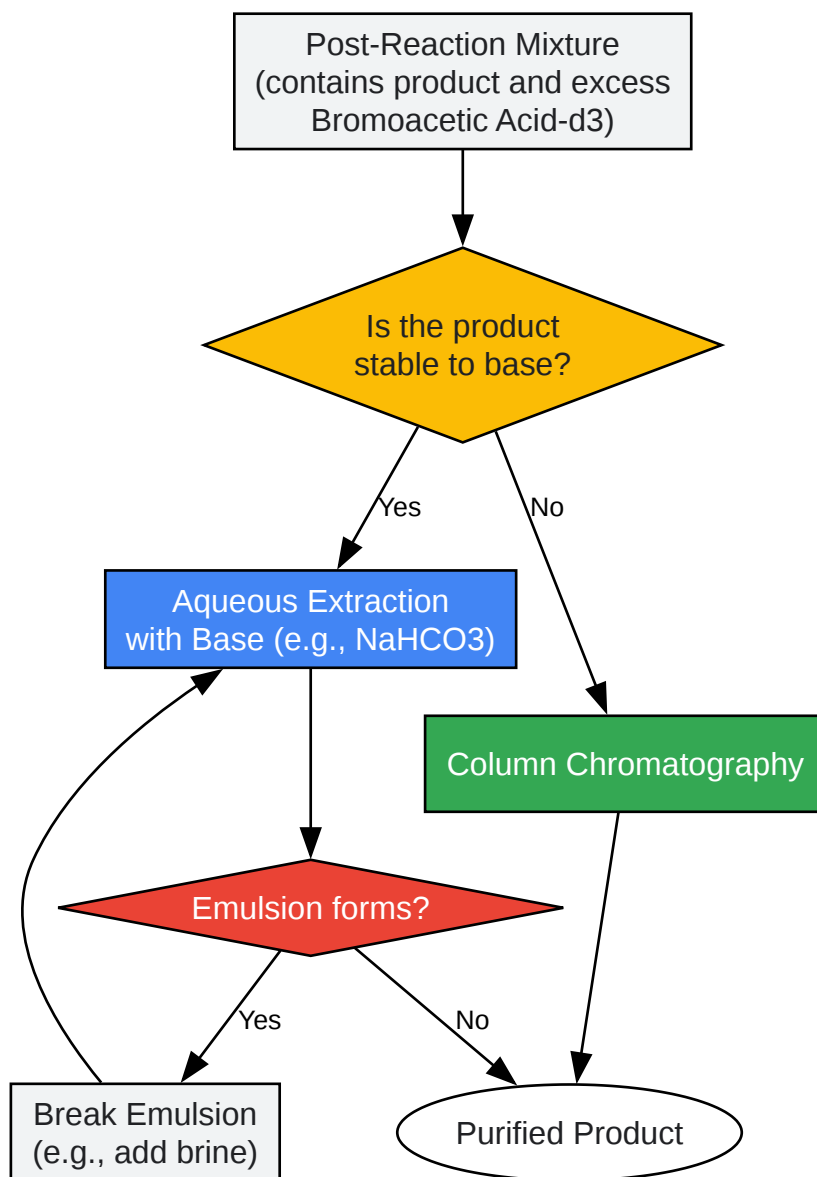 Post-Reaction Mixture
(contains product and excess
Bromoacetic Acid-d3)
Is the product
stable to base?
Yes
No
Aqueous Extraction
with Base (e.g., NaHCO3)
Column Chromatography
Emulsion forms?
Yes
No
Break Emulsion
(e.g., add brine)
Purified Product